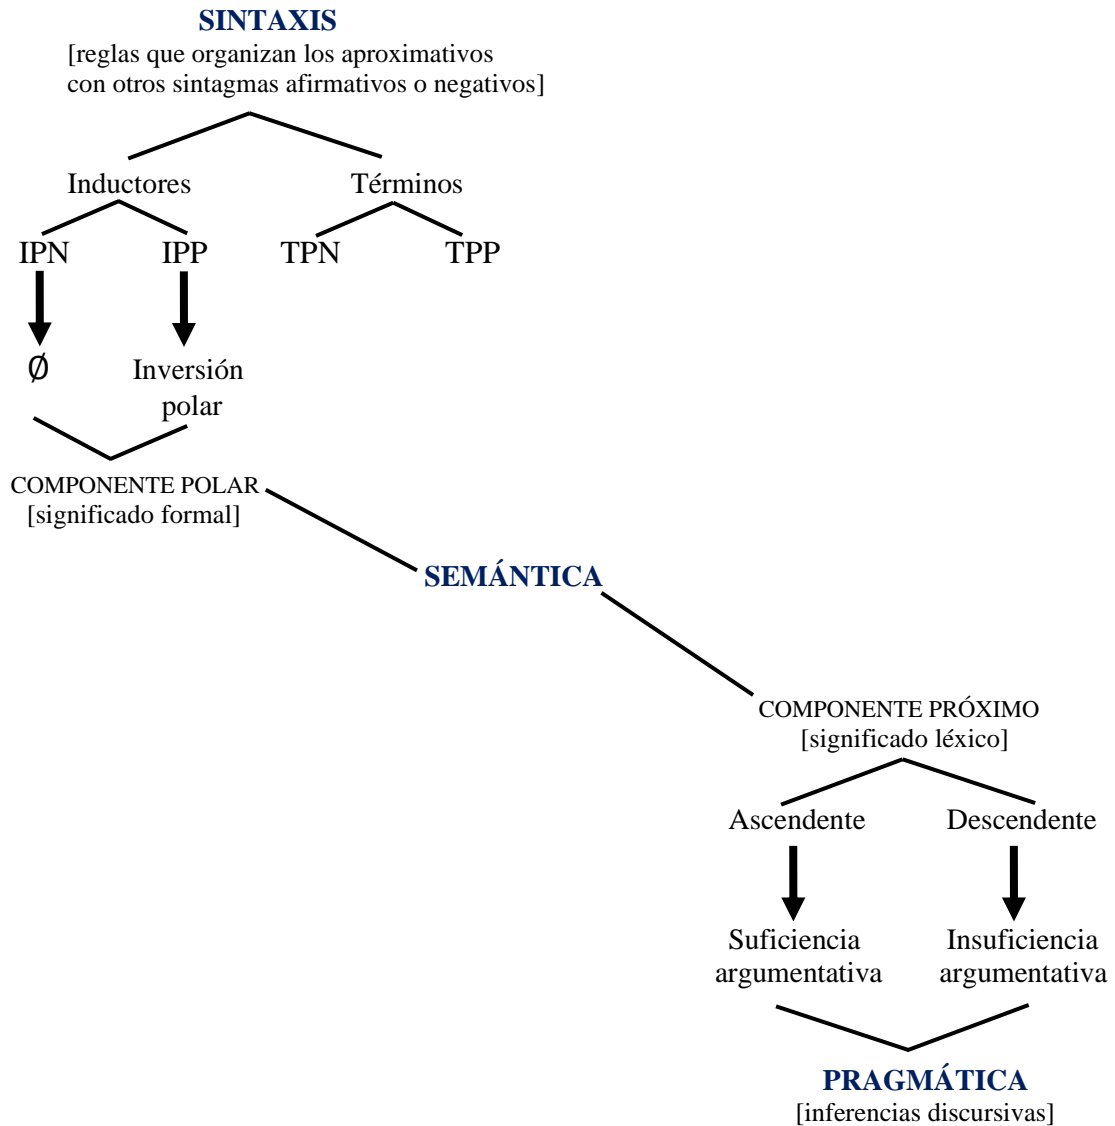 SINTAXIS
[reglas que organizan los aproximativos
con otros sintagmas afirmativos o negativos]
Inductores Términos
IPN IPP TPN TPP
Ø Inversión
polar
COMPONENTE POLAR
[significado formal]
SEMÁNTICA
COMPONENTE PRÓXIMO
[significado léxico]
Ascendente Descendente
Suficiencia Insuficiencia
argumentativa argumentativa
PRAGMÁTICA
[inferencias discursivas]